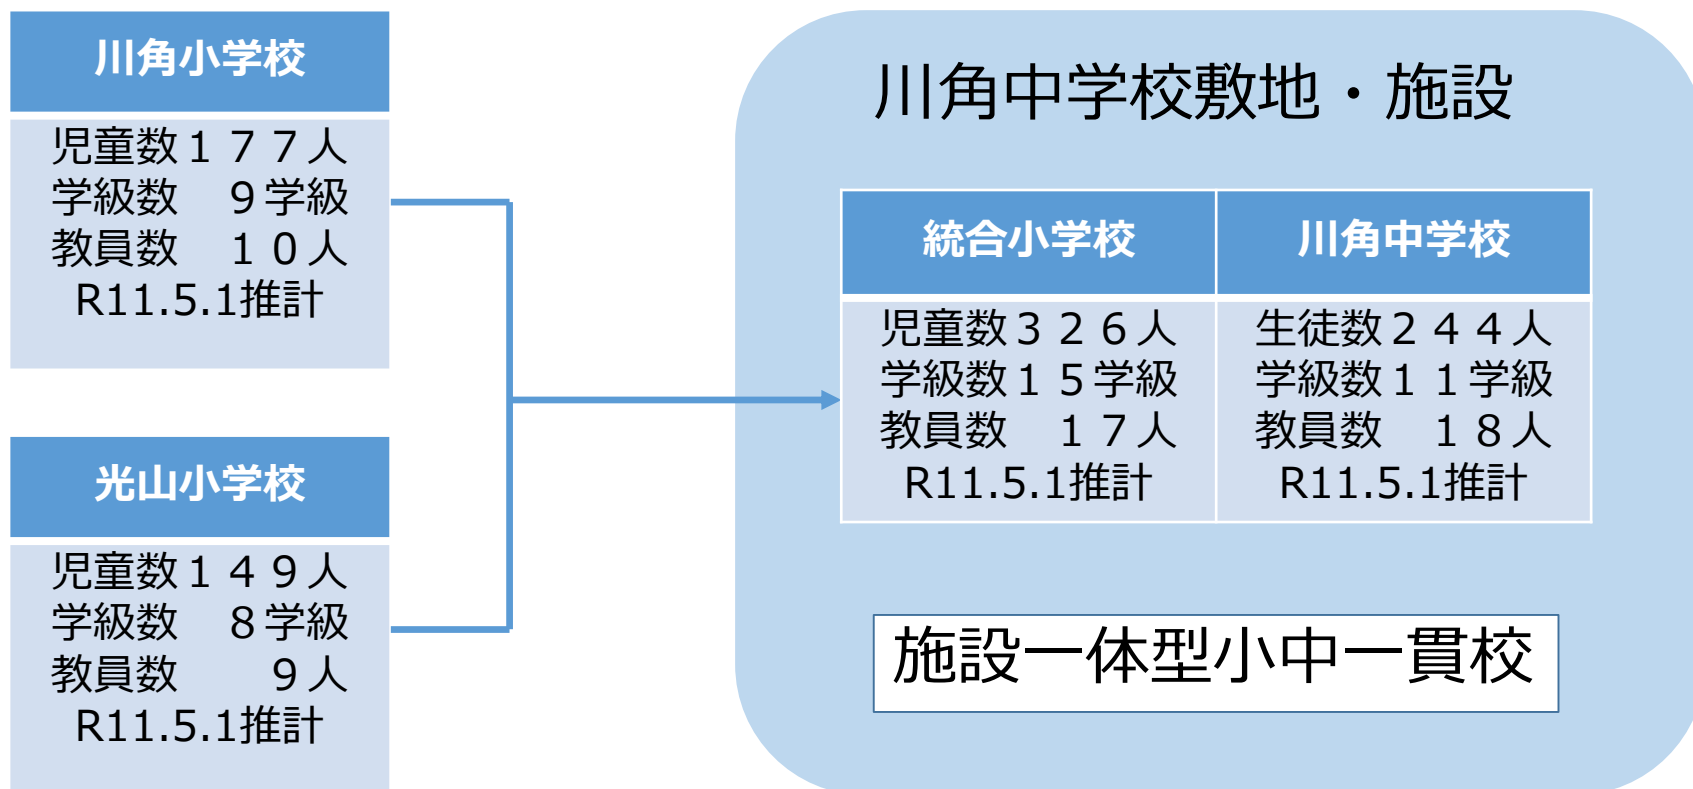 川角小学校
児童数１７７人
学級数　９学級
教員数　１０人
R11.5.1推計
光山小学校
児童数１４９人
学級数　８学級
教員数　　９人
R11.5.1推計
川角中学校敷地・施設
統合小学校
児童数３２６人
学級数１５学級
教員数　１７人
R11.5.1推計
川角中学校
生徒数２４４人
学級数１１学級
教員数　１８人
R11.5.1推計
施設一体型小中一貫校